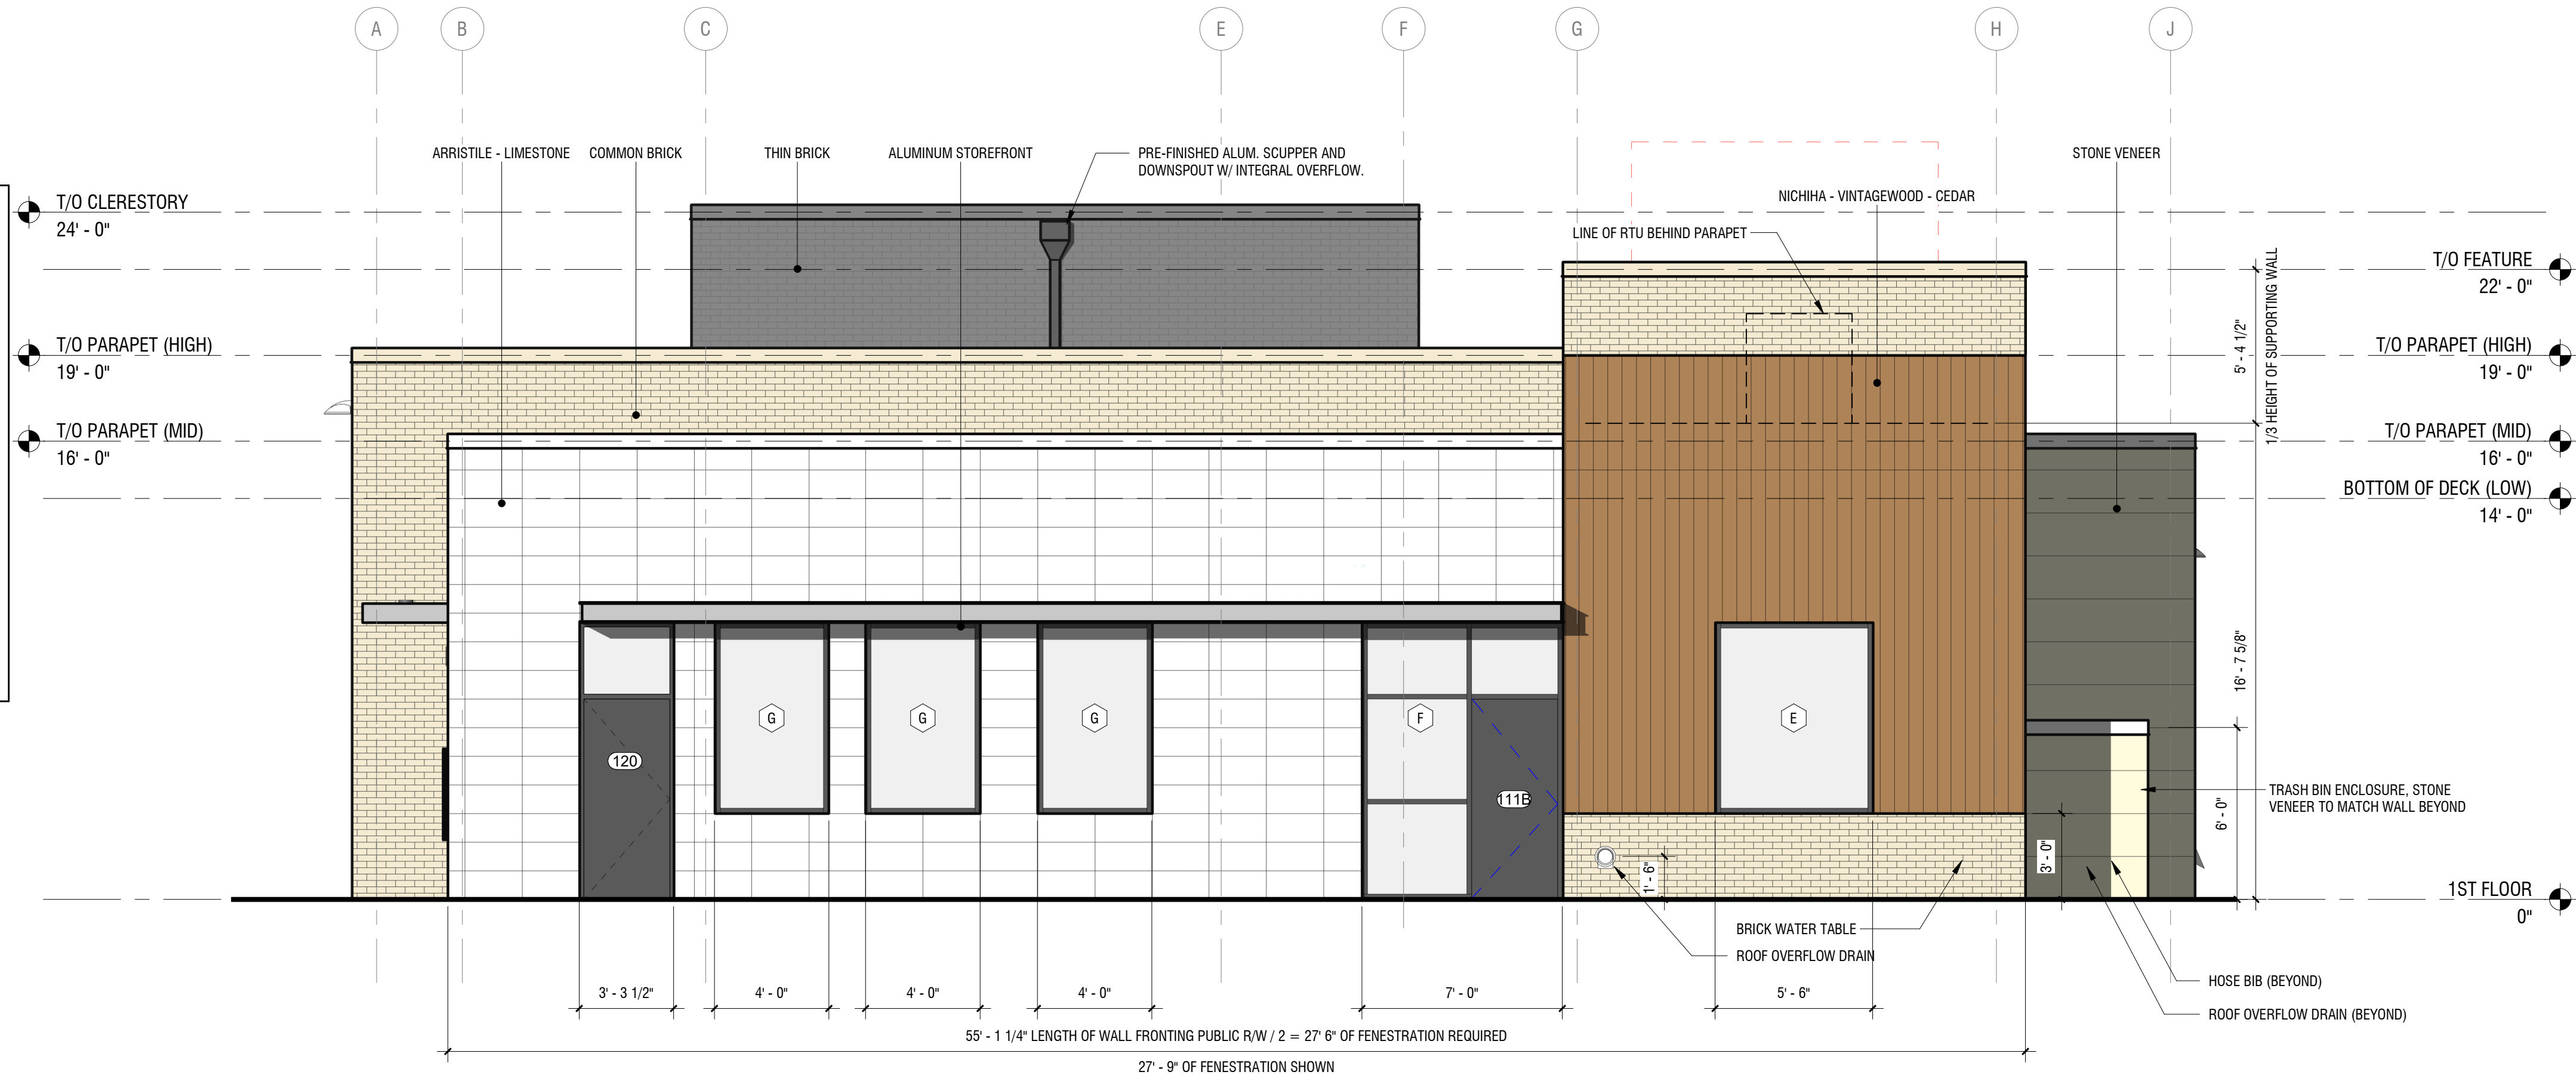 A B C E F G H J
ARRISTILE - LIMESTONE
COMMON BRICK
THIN BRICK
ALUMINUM STOREFRONT
PRE-FINISHED ALUM. SCUPPER AND
DOWNSPOUT W/ INTEGRAL OVERFLOW.
STONE VENEER
NICHIHA - VINTAGEWOOD - CEDAR
LINE OF RTU BEHIND PARAPET
T/O CLERESTORY
24' - 0"
T/O PARAPET (HIGH)
19' - 0"
T/O PARAPET (MID)
16' - 0"
T/O FEATURE
22' - 0"
T/O PARAPET (HIGH)
19' - 0"
T/O PARAPET (MID)
16' - 0"
BOTTOM OF DECK (LOW)
14' - 0"
5' - 4 1/2"
1/3 HEIGHT OF SUPPORTING WALL
16' - 7 5/8"
6' - 0"
3' - 0"
1' - 6"
120
G
G
G
F
111B
E
TRASH BIN ENCLOSURE, STONE
VENEER TO MATCH WALL BEYOND
1ST FLOOR
0"
BRICK WATER TABLE
ROOF OVERFLOW DRAIN
HOSE BIB (BEYOND)
ROOF OVERFLOW DRAIN (BEYOND)
3' - 3 1/2"
4' - 0"
4' - 0"
4' - 0"
7' - 0"
5' - 6"
55' - 1 1/4" LENGTH OF WALL FRONTING PUBLIC R/W / 2 = 27' 6" OF FENESTRATION REQUIRED
27' - 9" OF FENESTRATION SHOWN